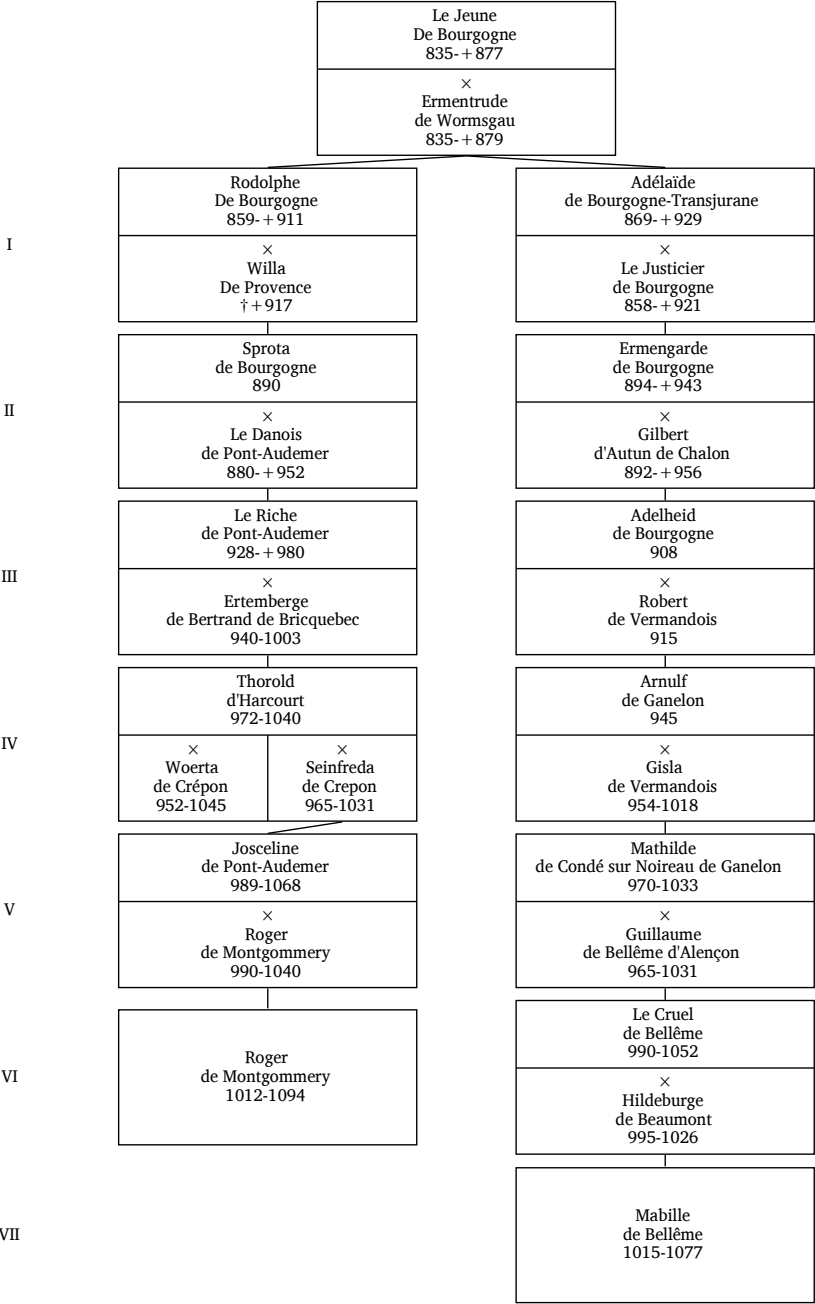 Le Jeune
De Bourgogne
835-+877
×
Ermentrude
de Wormsgau
835-+879
I
Rodolphe
De Bourgogne
859-+911
×
Willa
De Provence
†+917
Adélaïde
de Bourgogne-Transjurane
869-+929
×
Le Justicier
de Bourgogne
858-+921
II
Sprota
de Bourgogne
890
×
Le Danois
de Pont-Audemer
880-+952
Ermengarde
de Bourgogne
894-+943
×
Gilbert
d'Autun de Chalon
892-+956
III
Le Riche
de Pont-Audemer
928-+980
×
Ertemberge
de Bertrand de Bricquebec
940-1003
Adelheid
de Bourgogne
908
×
Robert
de Vermandois
915
IV
Thorold
d'Harcourt
972-1040
×
Woerta
de Crépon
952-1045
×
Seinfreda
de Crepon
965-1031
Arnulf
de Ganelon
945
×
Gisla
de Vermandois
954-1018
V
Josceline
de Pont-Audemer
989-1068
×
Roger
de Montgommery
990-1040
Mathilde
de Condé sur Noireau de Ganelon
970-1033
×
Guillaume
de Bellême d'Alençon
965-1031
VI
Roger
de Montgommery
1012-1094
Le Cruel
de Bellême
990-1052
×
Hildeburge
de Beaumont
995-1026
VII
Mabille
de Bellême
1015-1077